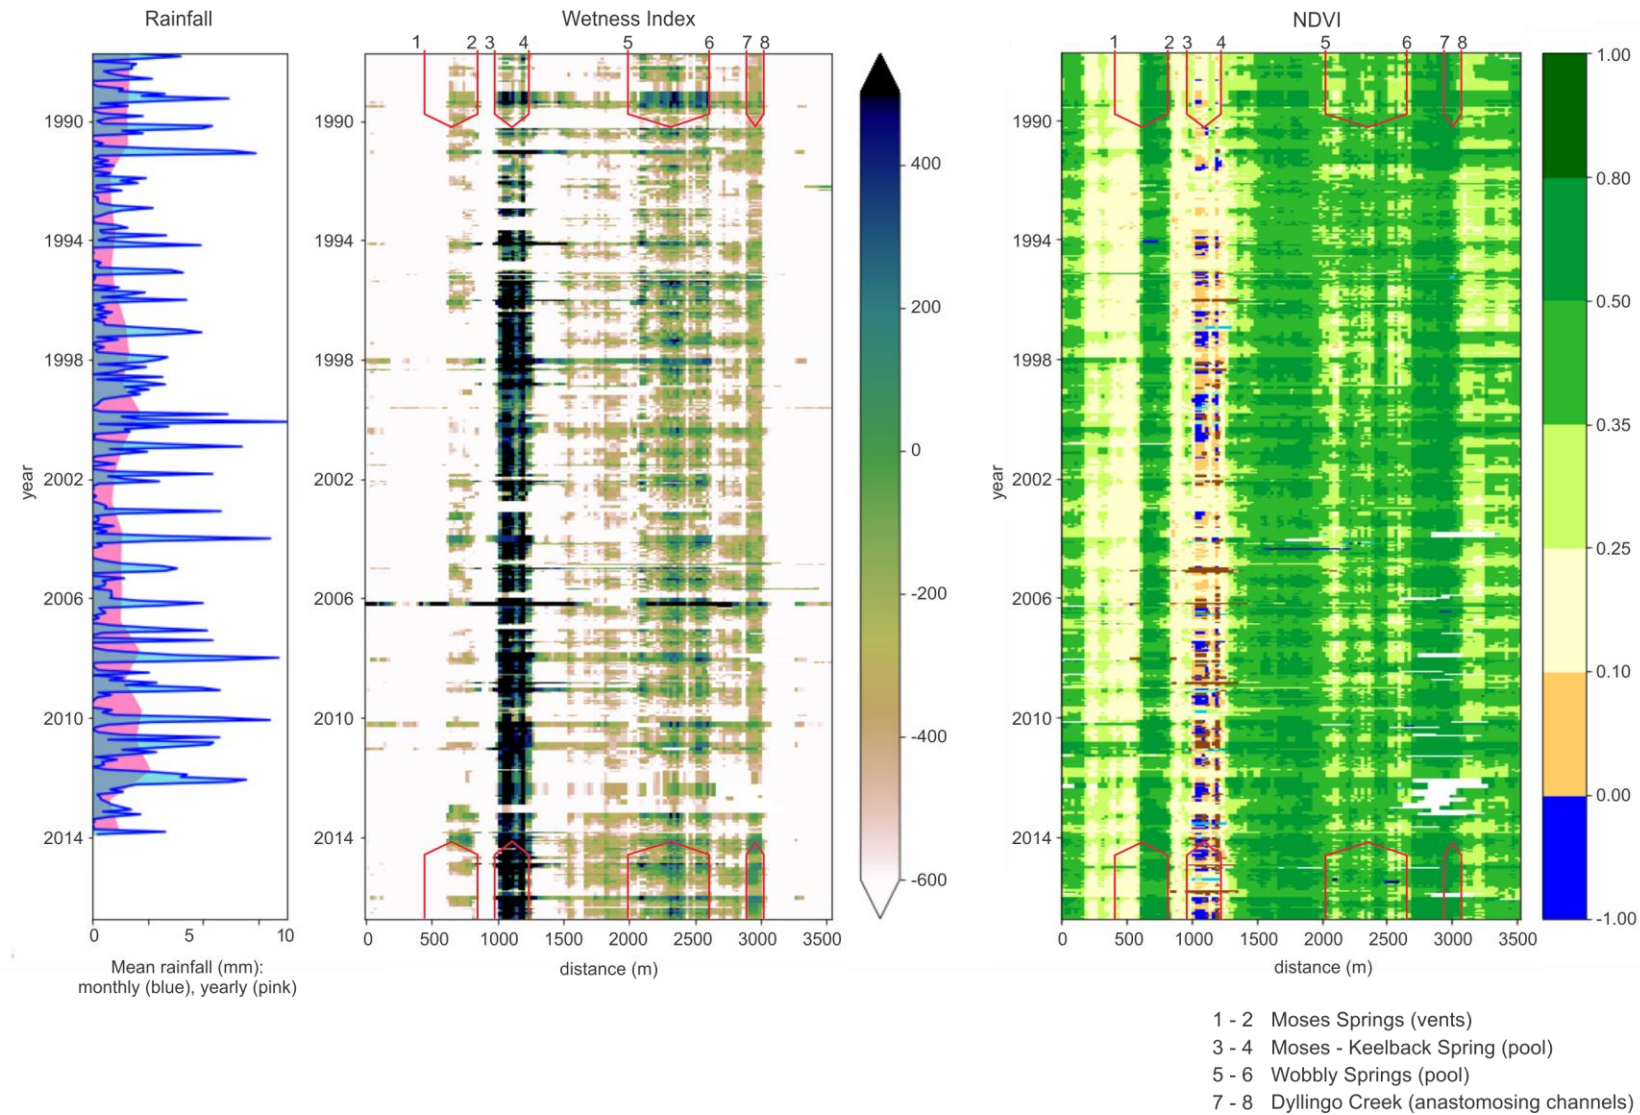 Rainfall
Wetness Index
NDVI
1 2 3 4 5 6 7 8
1 2 3 4 5 6 7 8
year
1990
1994
1998
2002
2006
2010
2014
0 5 10
Mean rainfall (mm):
monthly (blue), yearly (pink)
1990
1994
1998
2002
2006
2010
2014
0 500 1000 1500 2000 2500 3000 3500
distance (m)
400
200
0
-200
-400
-600
year
1990
1994
1998
2002
2006
2010
2014
0 500 1000 1500 2000 2500 3000 3500
distance (m)
1.00
0.80
0.50
0.35
0.25
0.10
0.00
-1.00
1 - 2 Moses Springs (vents)
3 - 4 Moses - Keelback Spring (pool)
5 - 6 Wobbly Springs (pool)
7 - 8 Dyllingo Creek (anastomosing channels)